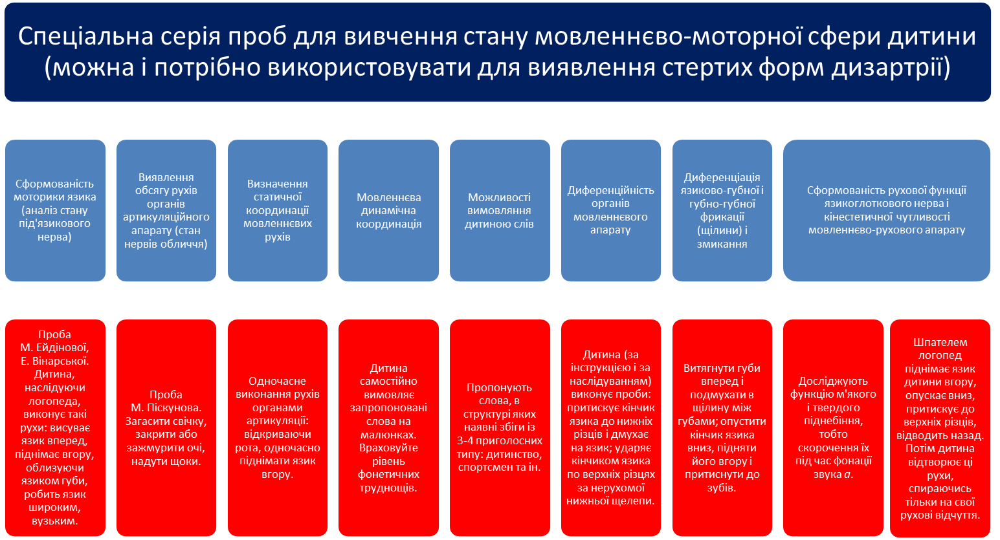 Спеціальна серія проб для вивчення стану мовленнєво-моторної сфери дитини
(можна і потрібно використовувати для виявлення стертих форм дизартрії)
Сформованість
моторики язика
(аналіз стану
під'язикового
нерва)
Виявлення
обсягу рухів
органів
артикуляційного
апарату (стан
нервів обличчя)
Визначення
статичної
координації
мовленнєвих
рухів
Мовленнєва
динамічна
координація
Можливості
вимовляння
дитиною слів
Диференційність
органів
мовленнєвого
апарату
Диференціація
язиково-губної і
губно-губної
фрикації
(щілини) і
змикання
Сформованість рухової функції
язикоглоткового нерва і
кінестетичної чутливості
мовленнєво-рухового апарату
Проба
М. Ейдінової,
Е. Вінарської.
Дитина,
наслідуючи
логопеда,
виконує такі
рухи: висуває
язик вперед,
піднімає вгору,
облизуючи
язиком губи,
робить язик
широким,
вузьким.
Проба
М. Піскунова.
Загасити свічку,
закрити або
зажмурити очі,
надути щоки.
Одночасне
виконання рухів
органами
артикуляції:
відкриваючи
рота, одночасно
піднімати язик
вгору.
Дитина
самостійно
вимовляє
запропоновані
слова на
малюнках.
Враховуйте
рівень
фонетичних
труднощів.
Пропонують
слова, в
структурі яких
наявні збіги із
3-4 приголосних
типу: дитинство,
спортсмен та ін.
Дитина (за
інструкцією і за
наслідуванням)
виконує проби:
притискує кінчик
язика до нижніх
різців і дмухає
на язик; ударяє
кінчиком язика
по верхніх різцях
за нерухомої
нижньої щелепи.
Витягнути губи
вперед і
подмухати в
щілину між
губами; опустити
кінчик язика
вниз, підняти
його вгору і
притиснути до
зубів.
Досліджують
функцію м'якого
і твердого
піднебіння,
тобто
скорочення їх
під час фонації
звука а.
Шпателем
логопед
піднімає язик
дитини вгору,
опускає вниз,
притискує до
верхніх різців,
відводить назад.
Потім дитина
відтворює ці
рухи,
спираючись
тільки на свої
рухові відчуття.